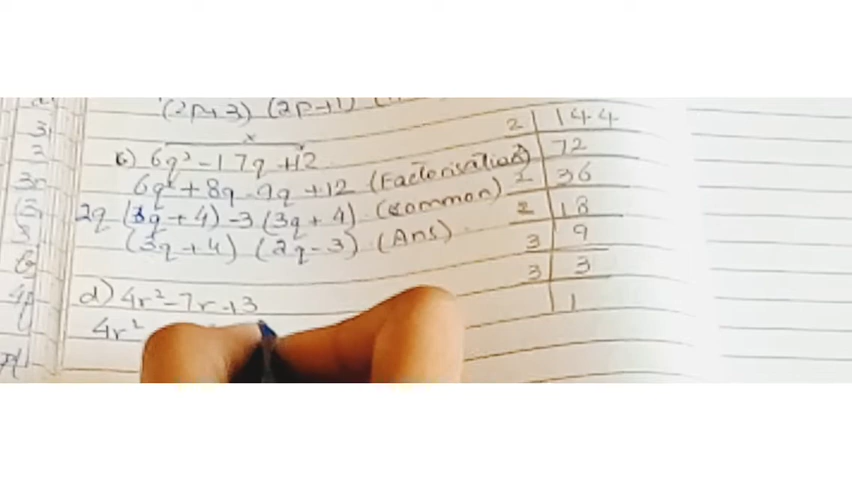 (2p+3) (2p+1)
c) 6q² - 17q + 12
6q² + 8q - 9q + 12 (Factorisation)
2q (3q + 4) - 3 (3q + 4) (common)
(3q + 4) (2q - 3) (Ans)
d) 4r² - 7r + 3
4r²
2 | 144
72
2 | 36
2 | 18
3 | 9
3 | 3
1